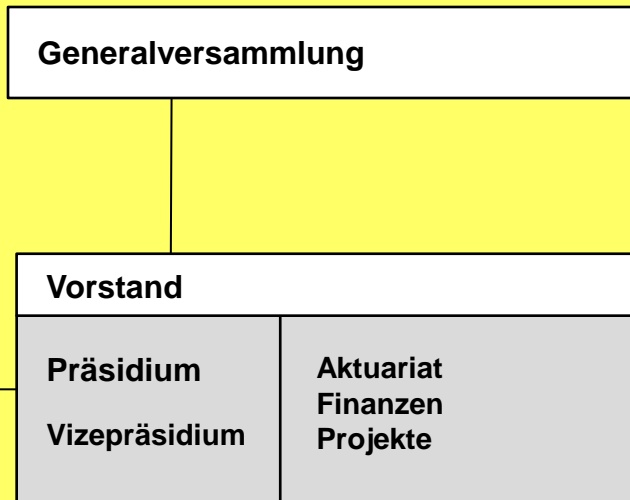 Generalversammlung
Vorstand
Präsidium
Vizepräsidium
Aktuariat
Finanzen
Projekte